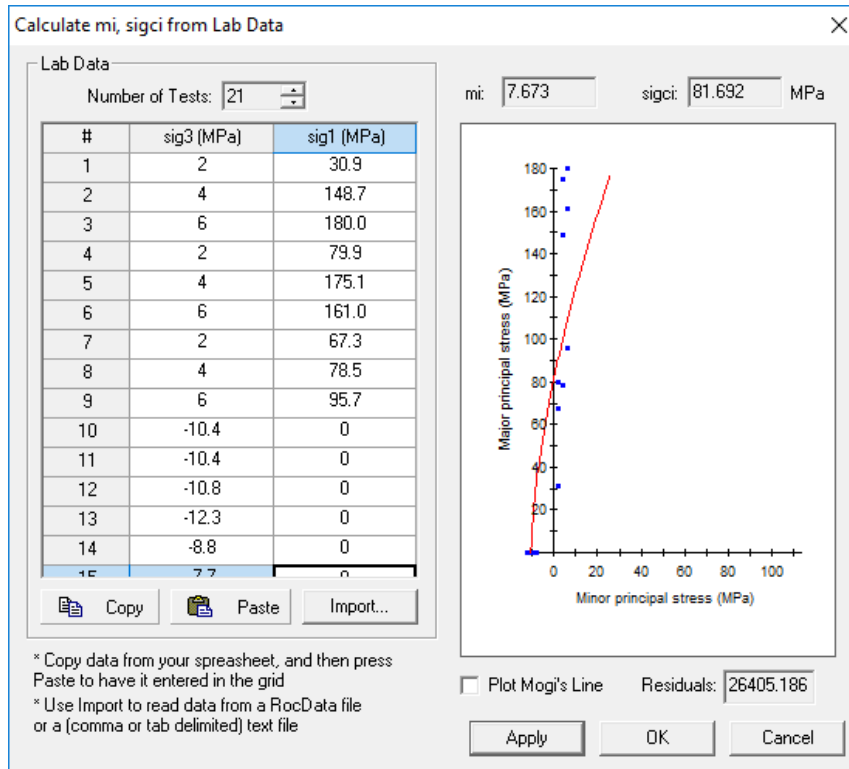 Calculate mi, sigci from Lab Data
Lab Data
Number of Tests: 21
# sig3 (MPa) sig1 (MPa)
1 2 30.9
2 4 148.7
3 6 180.0
4 2 79.9
5 4 175.1
6 6 161.0
7 2 67.3
8 4 78.5
9 6 95.7
10 -10.4 0
11 -10.4 0
12 -10.8 0
13 -12.3 0
14 -8.8 0
Copy Paste Import...
* Copy data from your spreasheet, and then press
Paste to have it entered in the grid
* Use Import to read data from a RocData file
or a (comma or tab delimited) text file
mi: 7.673 sigci: 81.692 MPa
180
160
140
120
100
80
60
40
20
Major principal stress (MPa)
0 20 40 60 80 100
Minor principal stress (MPa)
Plot Mogi's Line Residuals: 26405.186
Apply OK Cancel